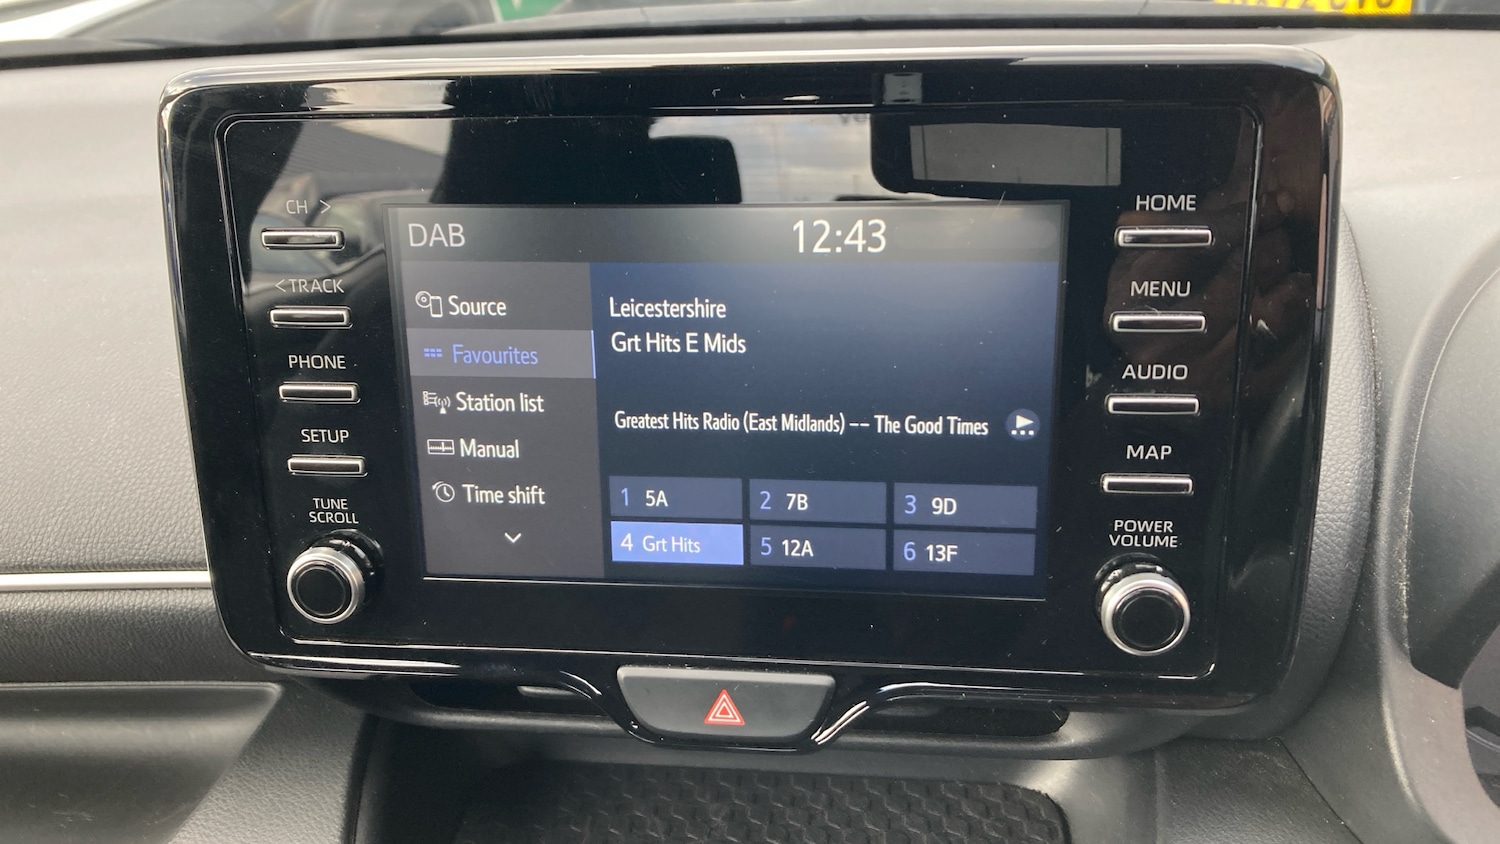 CH >
< TRACK
PHONE
SETUP
TUNE
SCROLL
DAB
12:43
Source
Favourites
Station list
Manual
Time shift
Leicestershire
Grt Hits E Mids
Greatest Hits Radio (East Midlands) -- The Good Times
1 5A
2 7B
3 9D
4 Grt Hits
5 12A
6 13F
HOME
MENU
AUDIO
MAP
POWER
VOLUME